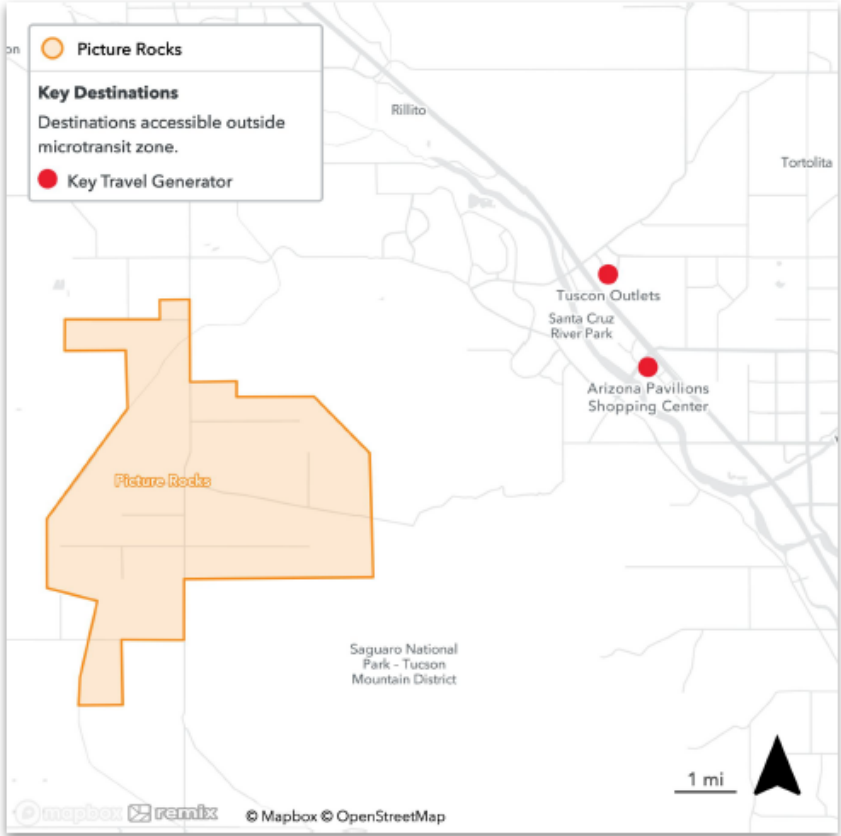 on
Picture Rocks
Key Destinations
Destinations accessible outside
microtransit zone.
Key Travel Generator
Rillito
Tortolita
Tuscon Outlets
Santa Cruz
River Park
Arizona Pavilions
Shopping Center
Picture Rocks
Saguaro National
Park - Tucson
Mountain District
1 mi
mapbox remix
© Mapbox © OpenStreetMap